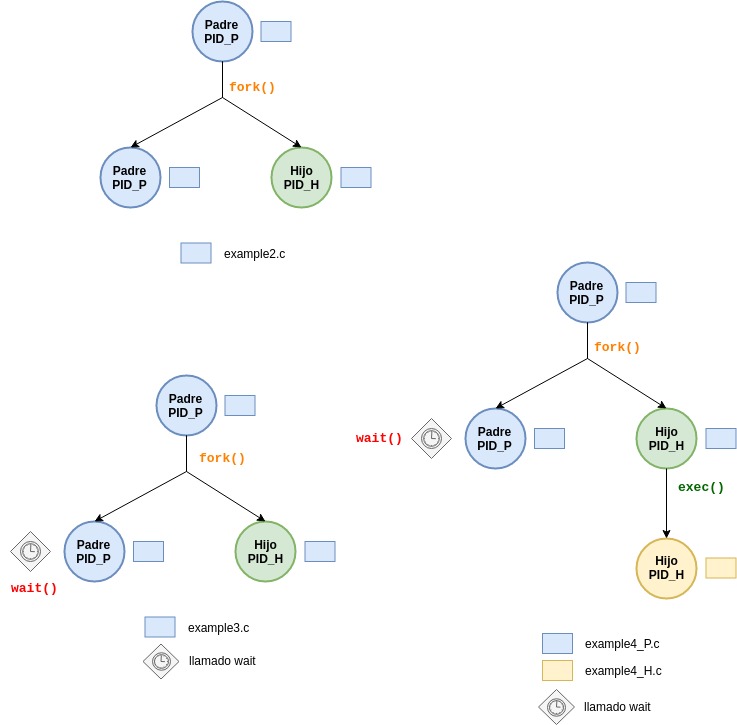 Padre
PID_P
fork()
Padre
PID_P
Hijo
PID_H
example2.c
Padre
PID_P
fork()
Padre
PID_P
wait()
Hijo
PID_H
example3.c
llamado wait
Padre
PID_P
fork()
wait()
Padre
PID_P
Hijo
PID_H
exec()
Hijo
PID_H
example4_P.c
example4_H.c
llamado wait